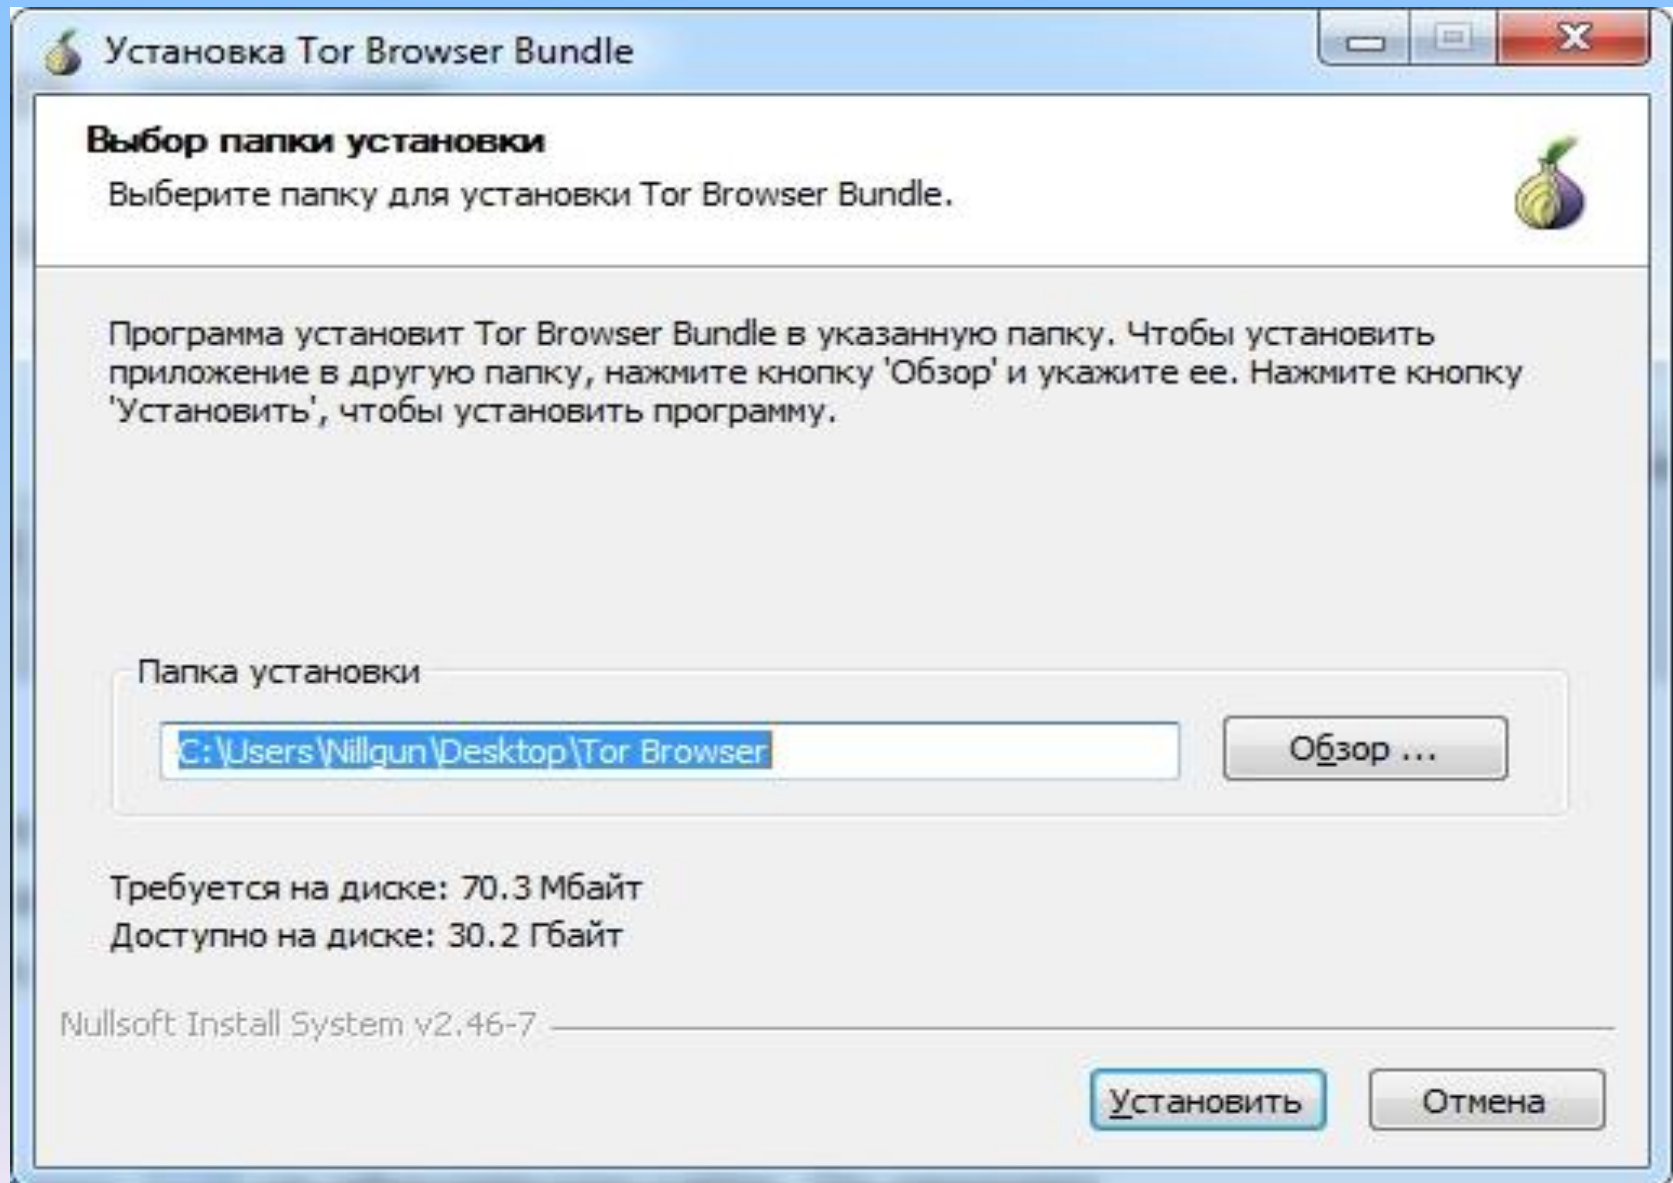 Установка Tor Browser Bundle
Выбор папки установки
Выберите папку для установки Tor Browser Bundle.
Программа установит Tor Browser Bundle в указанную папку. Чтобы установить
приложение в другую папку, нажмите кнопку 'Обзор' и укажите ее. Нажмите кнопку
'Установить', чтобы установить программу.
Папка установки
C:\Users\Nillgun\Desktop\Tor Browser
Обзор ...
Требуется на диске: 70.3 Мбайт
Доступно на диске: 30.2 Гбайт
Nullsoft Install System v2.46-7
Установить
Отмена